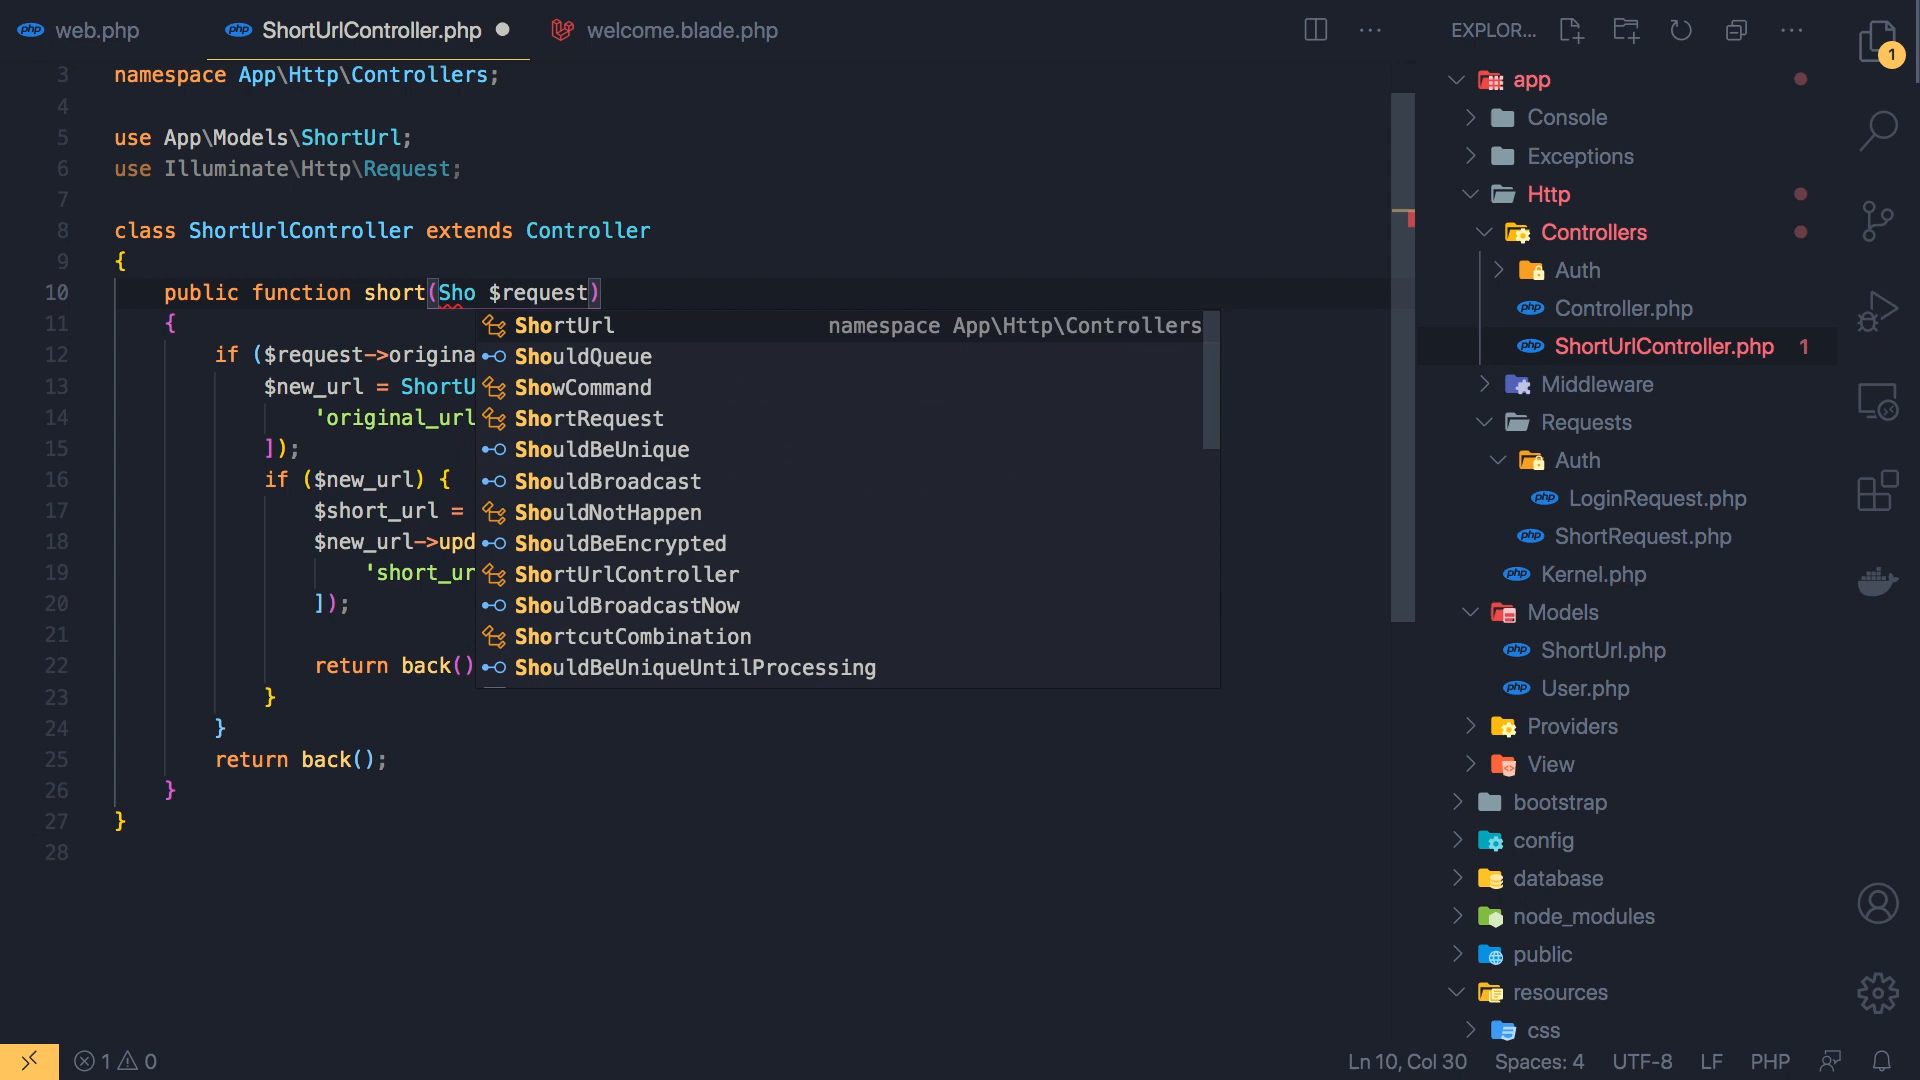 web.php
ShortUrlController.php
welcome.blade.php
EXPLOR...
1
3 namespace App\Http\Controllers;
4
5 use App\Models\ShortUrl;
6 use Illuminate\Http\Request;
7
8 class ShortUrlController extends Controller
9 {
10 public function short(Sho $request)
11 {
12 if ($request->origina
13 $new_url = ShortU
14 'original_url
15 ]);
16 if ($new_url) {
17 $short_url =
18 $new_url->upd
19 'short_ur
20 ]);
21
22 return back()
23 }
24 }
25 return back();
26 }
27 }
28
ShortUrl namespace App\Http\Controllers
ShouldQueue
ShowCommand
ShortRequest
ShouldBeUnique
ShouldBroadcast
ShouldNotHappen
ShouldBeEncrypted
ShortUrlController
ShouldBroadcastNow
ShortcutCombination
ShouldBeUniqueUntilProcessing
app
Console
Exceptions
Http
Controllers
Auth
Controller.php
ShortUrlController.php 1
Middleware
Requests
Auth
LoginRequest.php
ShortRequest.php
Kernel.php
Models
ShortUrl.php
User.php
Providers
View
bootstrap
config
database
node_modules
public
resources
css
1 0
Ln 10, Col 30 Spaces: 4 UTF-8 LF PHP